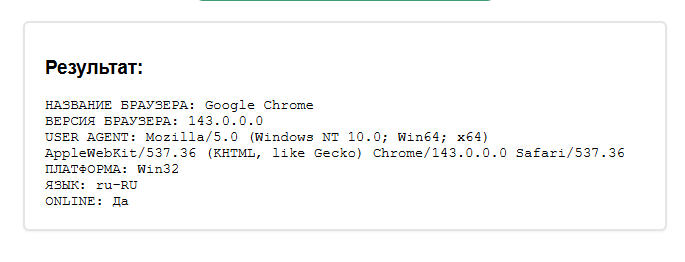 Результат:
НАЗВАНИЕ БРАУЗЕРА: Google Chrome
ВЕРСИЯ БРАУЗЕРА: 143.0.0.0
USER AGENT: Mozilla/5.0 (Windows NT 10.0; Win64; x64)
AppleWebKit/537.36 (KHTML, like Gecko) Chrome/143.0.0.0 Safari/537.36
ПЛАТФОРМА: Win32
ЯЗЫК: ru-RU
ONLINE: Да